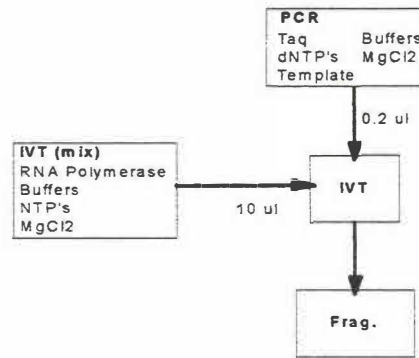 PCR
Taq Buffers
dNTP's MgCl2
Template
0.2 ul
IVT (mix)
RNA Polymerase
Buffers
NTP's
MgCl2
10 ul
IVT
Frag.